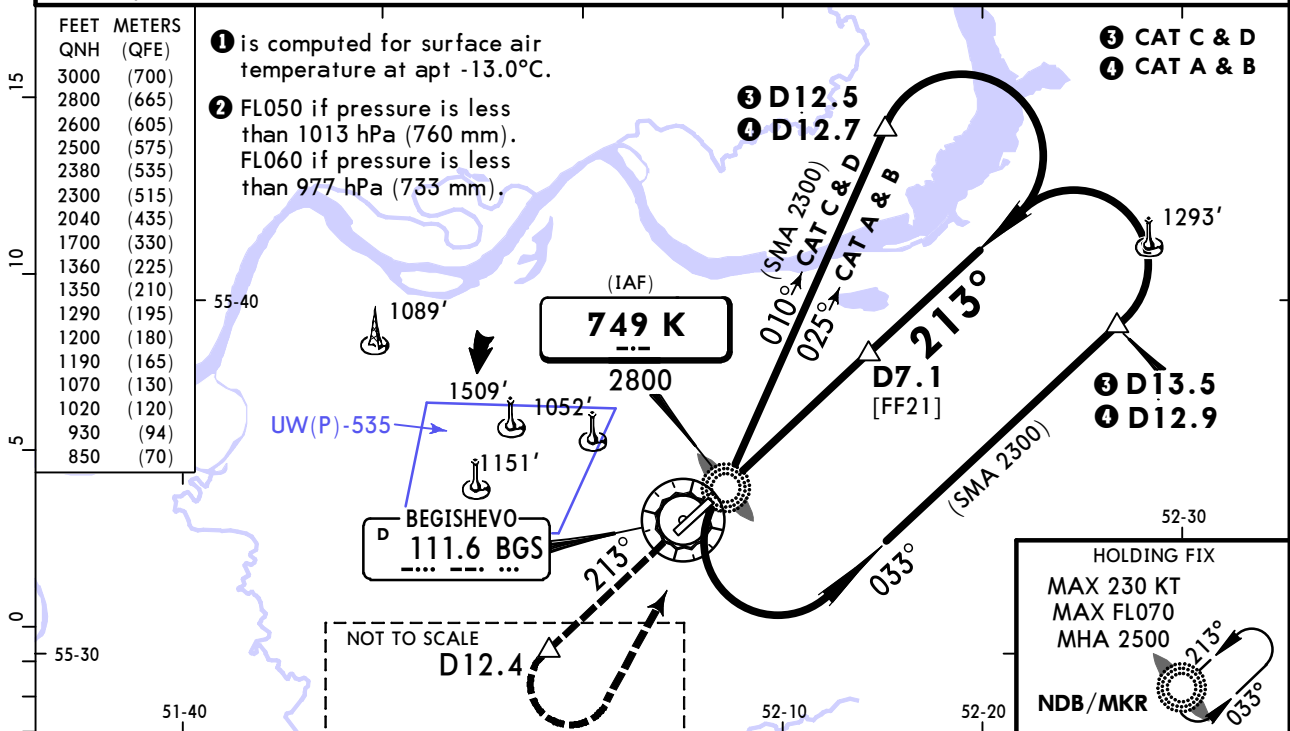 FEET METERS
QNH (QFE)
3000 (700)
2800 (665)
2600 (605)
2500 (575)
2380 (535)
2300 (515)
2040 (435)
1700 (330)
1360 (225)
1350 (210)
1290 (195)
1200 (180)
1190 (165)
1070 (130)
1020 (120)
930 (94)
850 (70)
❶ is computed for surface air
temperature at apt -13.0°C.
❷ FL050 if pressure is less
than 1013 hPa (760 mm).
FL060 if pressure is less
than 977 hPa (733 mm).
❸ CAT C & D
❹ CAT A & B
❸ D12.5
❹ D12.7
(SMA 2300)
010° CAT C & D
025° CAT A & B
1293'
(IAF)
749 K
2800
213°
D7.1
[FF21]
❸ D13.5
❹ D12.9
(SMA 2300)
033°
1089'
1509'
1052'
1151'
UW(P)-535
BEGISHEVO
D 111.6 BGS
213°
NOT TO SCALE
D12.4
HOLDING FIX
MAX 230 KT
MAX FL070
MHA 2500
213°
033°
NDB/MKR
15
10
5
0
55-40
55-30
51-40
52-10
52-20
52-30